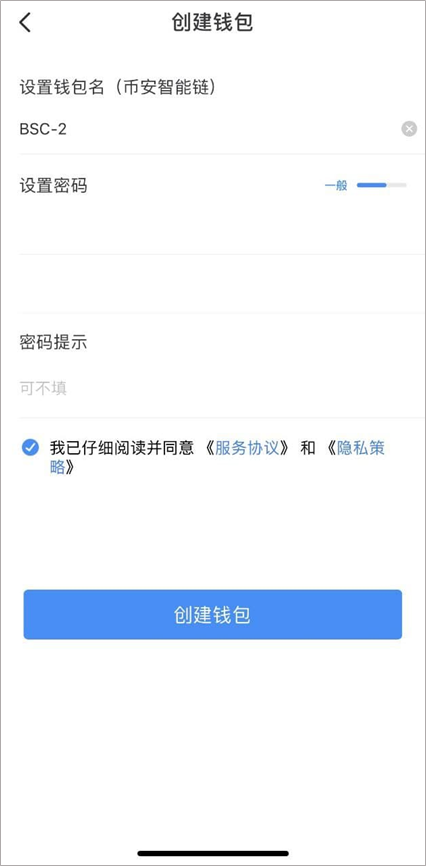 创建钱包
设置钱包名（币安智能链）
BSC-2
设置密码 一般
密码提示
可不填
我已仔细阅读并同意 《服务协议》 和 《隐私策
略》
创建钱包